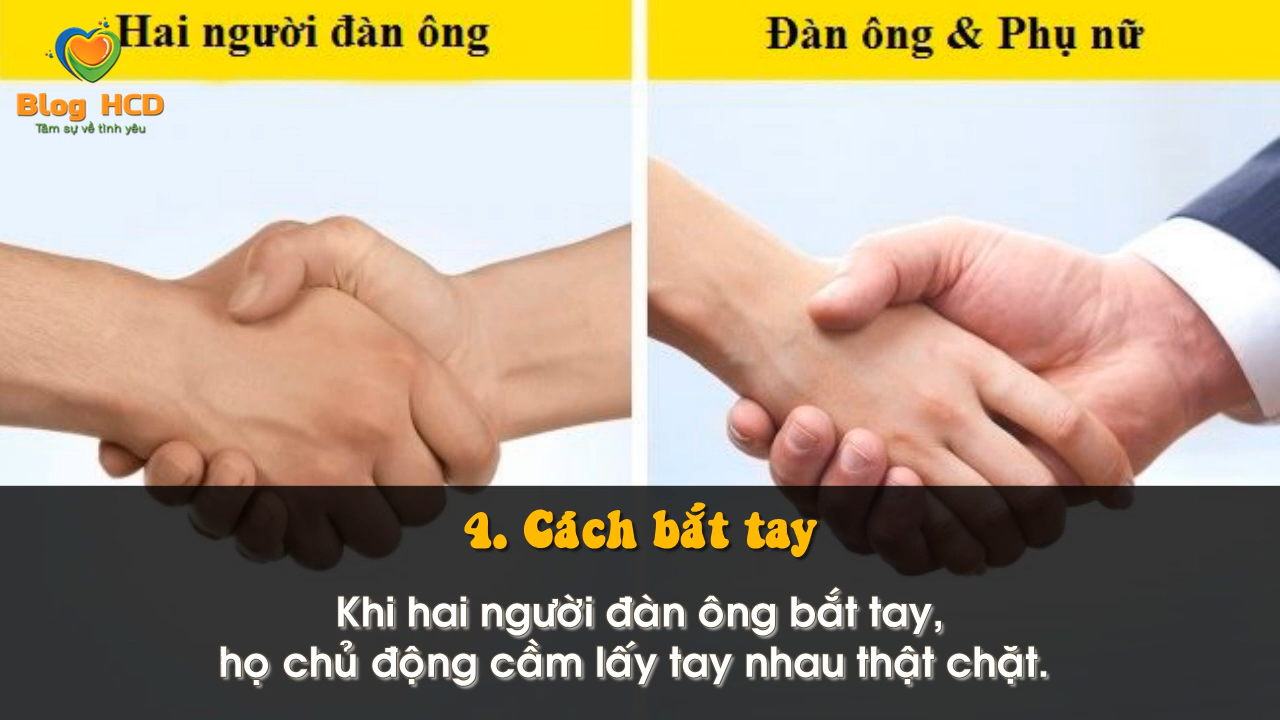 Hai người đàn ông
Đàn ông & Phụ nữ
Blog HCD
Tâm sự về tình yêu
4. Cách bắt tay
Khi hai người đàn ông bắt tay,
họ chủ động cầm lấy tay nhau thật chặt.